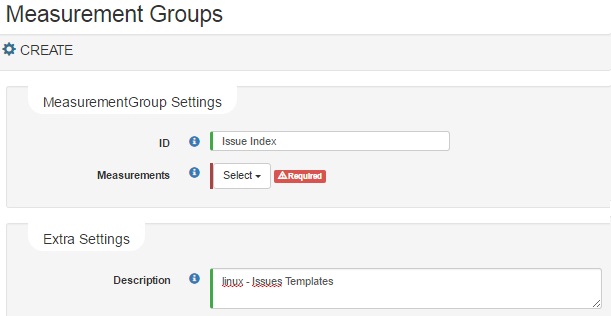 Measurement Groups
CREATE
MeasurementGroup Settings
ID Issue Index
Measurements Select Required
Extra Settings
Description linux - Issues Templates